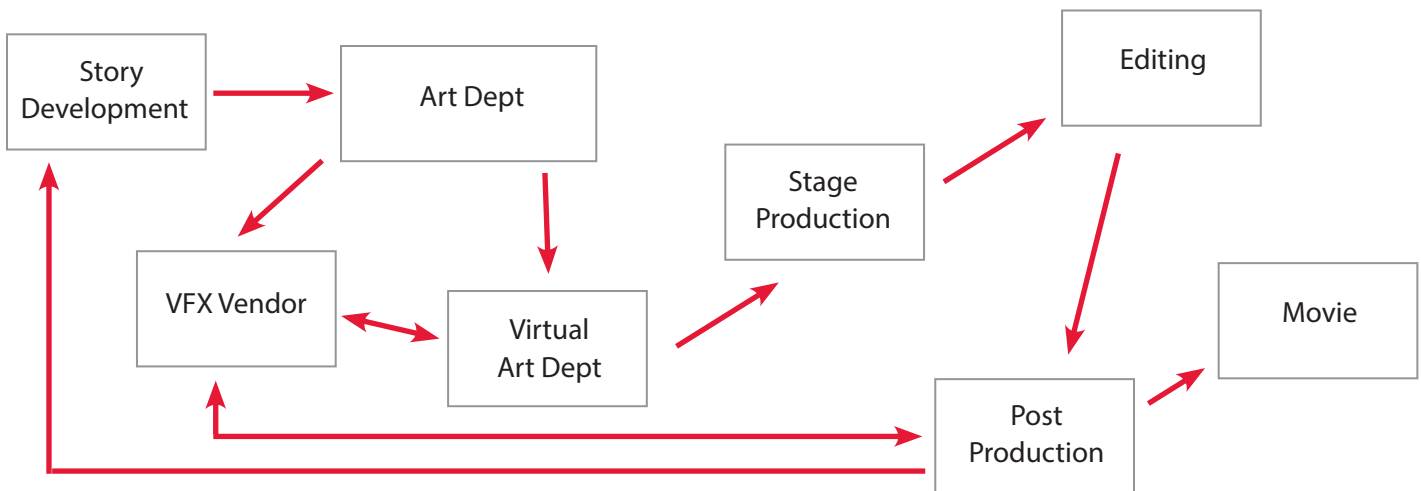 Story
Development
Art Dept
VFX Vendor
Virtual
Art Dept
Stage
Production
Editing
Post
Production
Movie